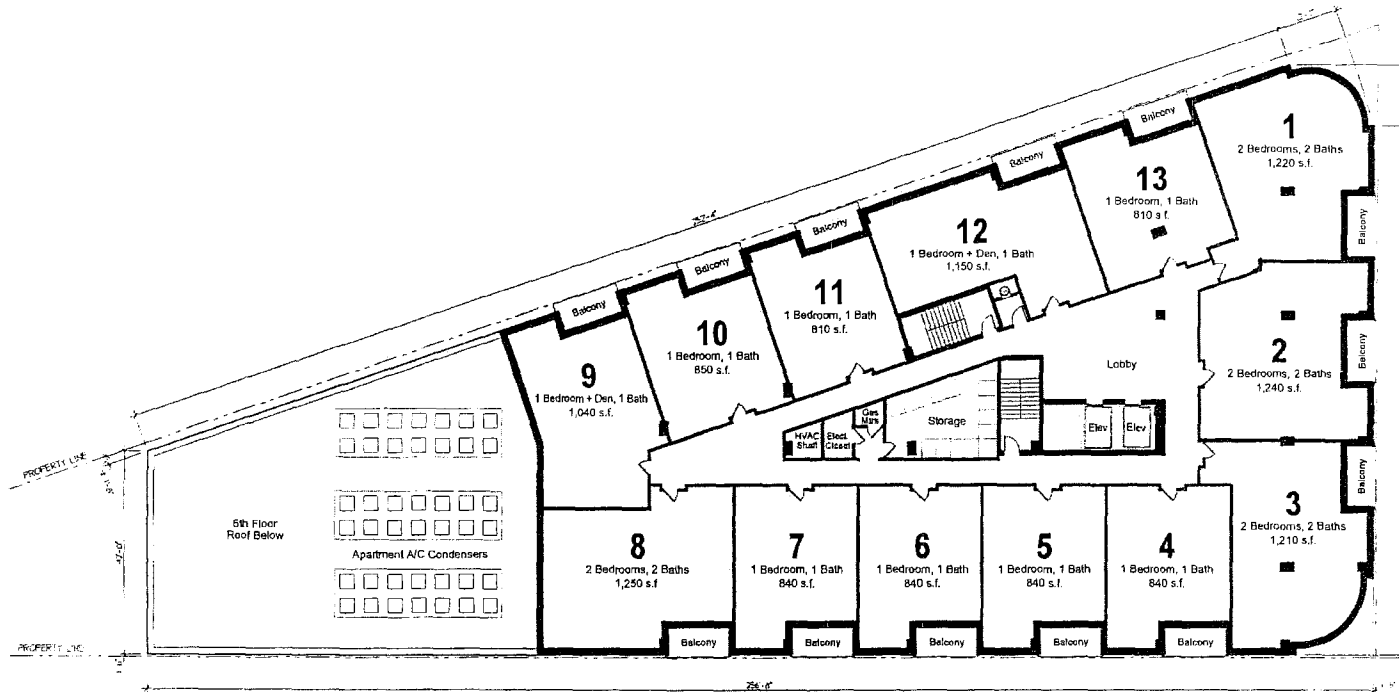 Balcony
1
2 Bedrooms, 2 Baths
1,220 s.f.
Balcony
13
1 Bedroom, 1 Bath
810 s.f.
Balcony
12
1 Bedroom + Den, 1 Bath
1,150 s.f.
Balcony
11
1 Bedroom, 1 Bath
810 s.f.
Balcony
10
1 Bedroom, 1 Bath
850 s.f.
Balcony
9
1 Bedroom + Den, 1 Bath
1,040 s.f.
Balcony
2
2 Bedrooms, 2 Baths
1,240 s.f.
Balcony
Lobby
Storage
Gas
Mtrs
HVAC
Shaft
Elect.
Closet
Elev
Elev
Balcony
3
2 Bedrooms, 2 Baths
1,210 s.f.
PROPERTY LINE
5th Floor
Roof Below
Apartment A/C Condensers
8
2 Bedrooms, 2 Baths
1,250 s.f.
7
1 Bedroom, 1 Bath
840 s.f.
6
1 Bedroom, 1 Bath
840 s.f.
5
1 Bedroom, 1 Bath
840 s.f.
4
1 Bedroom, 1 Bath
840 s.f.
Balcony
Balcony
Balcony
Balcony
Balcony
PROPERTY LINE